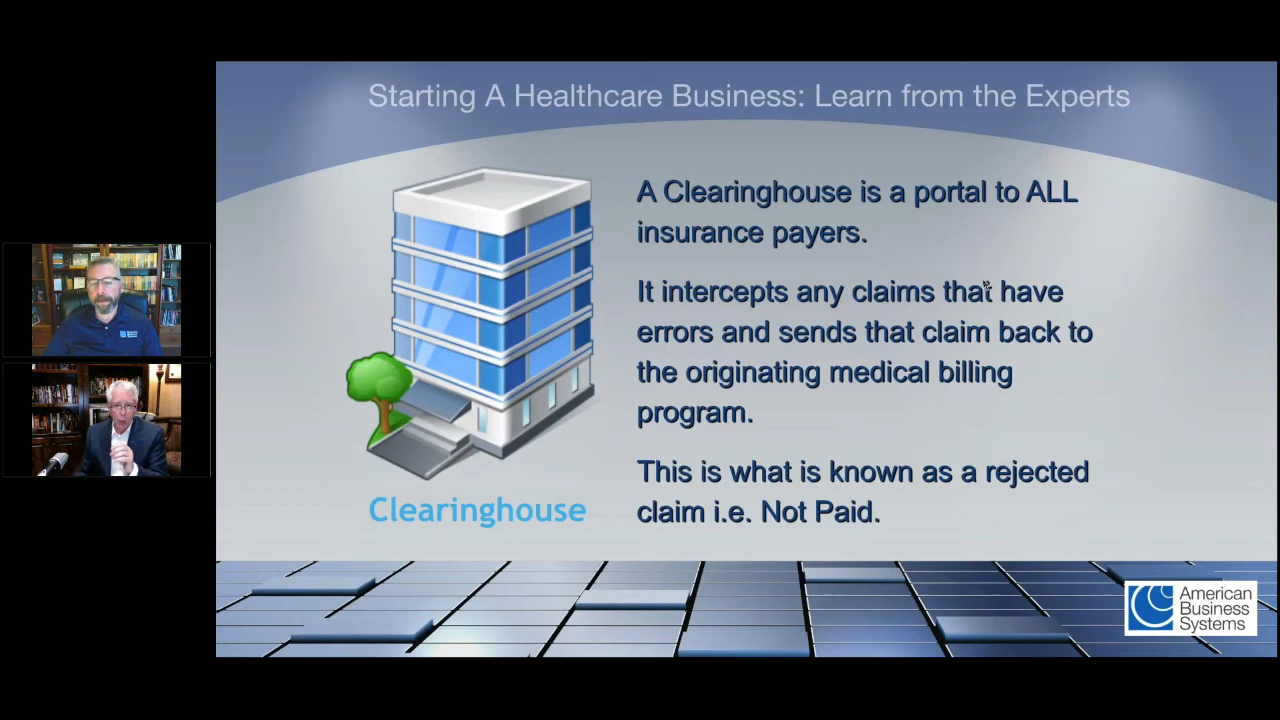 Starting A Healthcare Business: Learn from the Experts
A Clearinghouse is a portal to ALL
insurance payers.
It intercepts any claims that have
errors and sends that claim back to
the originating medical billing
program.
This is what is known as a rejected
claim i.e. Not Paid.
Clearinghouse
American
Business
Systems